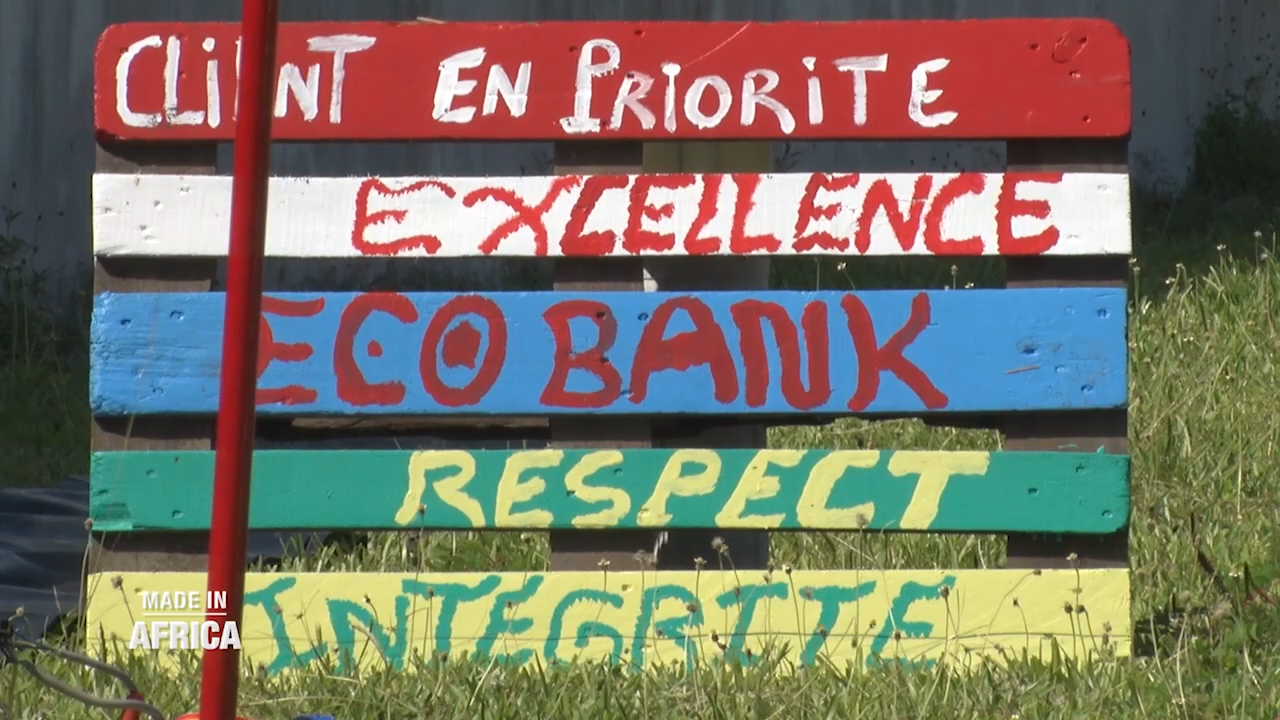 CLIENT EN PRIORITE
EXCELLENCE
ECOBANK
RESPECT
INTEGRITE
MADE IN
AFRICA